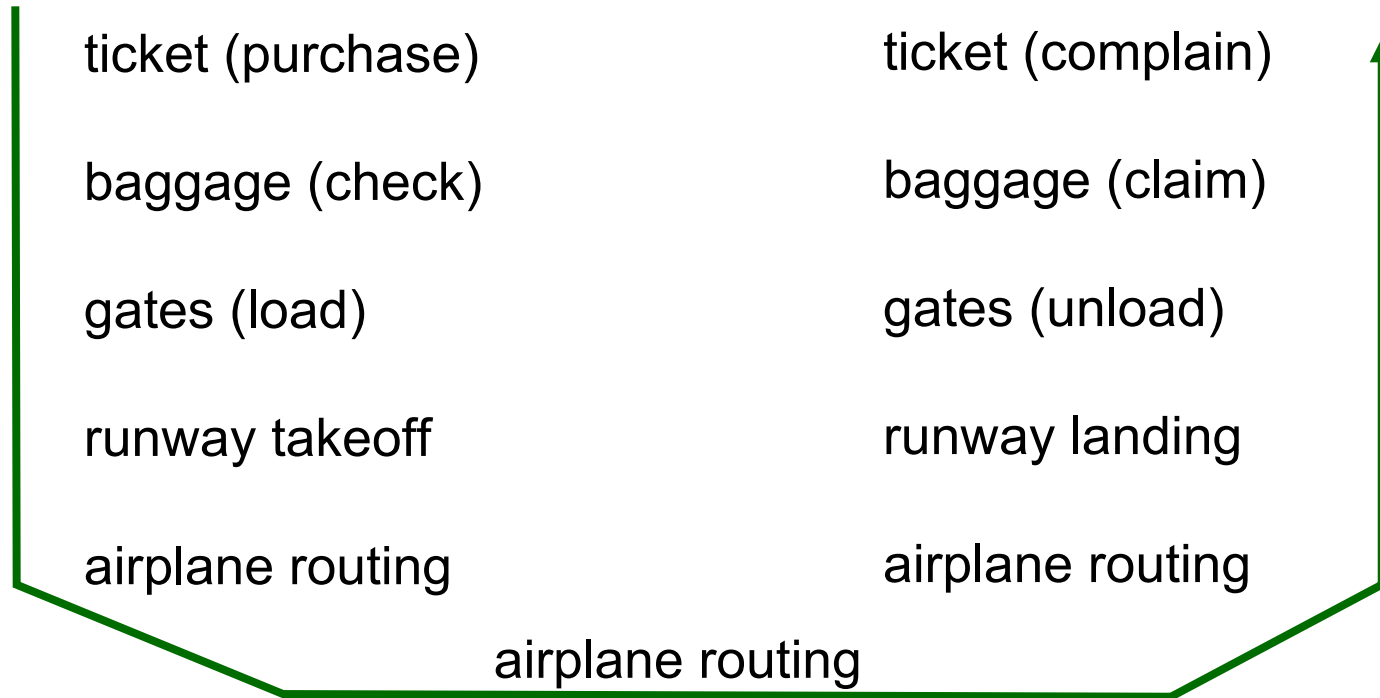 ticket (purchase)
baggage (check)
gates (load)
runway takeoff
airplane routing
airplane routing
ticket (complain)
baggage (claim)
gates (unload)
runway landing
airplane routing